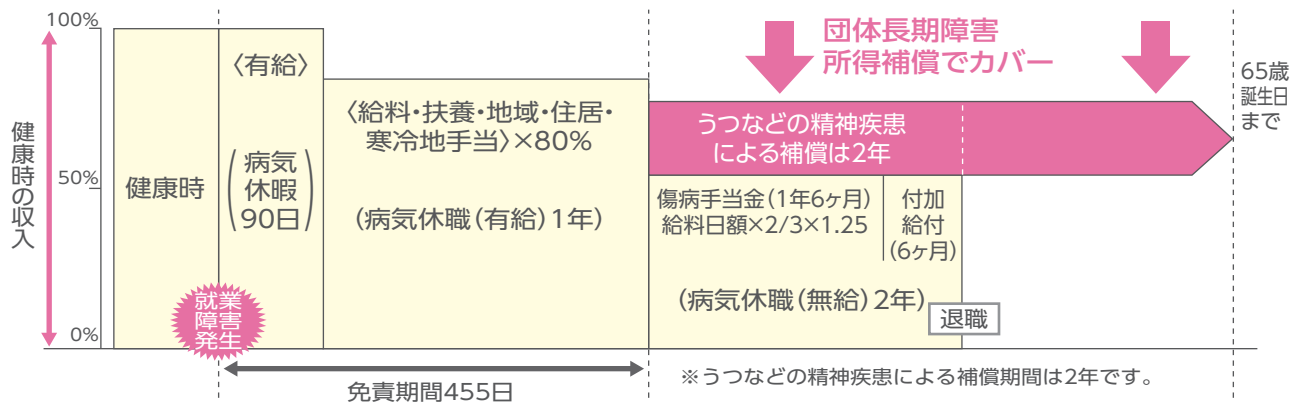 100%
50%
0%
健康時の収入
健康時
〈有給〉
病気
休暇
90日
就業
障害
発生
〈給料・扶養・地域・住居・
寒冷地手当〉×80%
(病気休職(有給)1年)
免責期間455日
団体長期障害
所得補償でカバー
うつなどの精神疾患
による補償は2年
傷病手当金(1年6ヶ月)
給料日額×2/3×1.25
付加
給付
(6ヶ月)
(病気休職(無給)2年)
退職
65歳
誕生日
まで
※うつなどの精神疾患による補償期間は2年です。